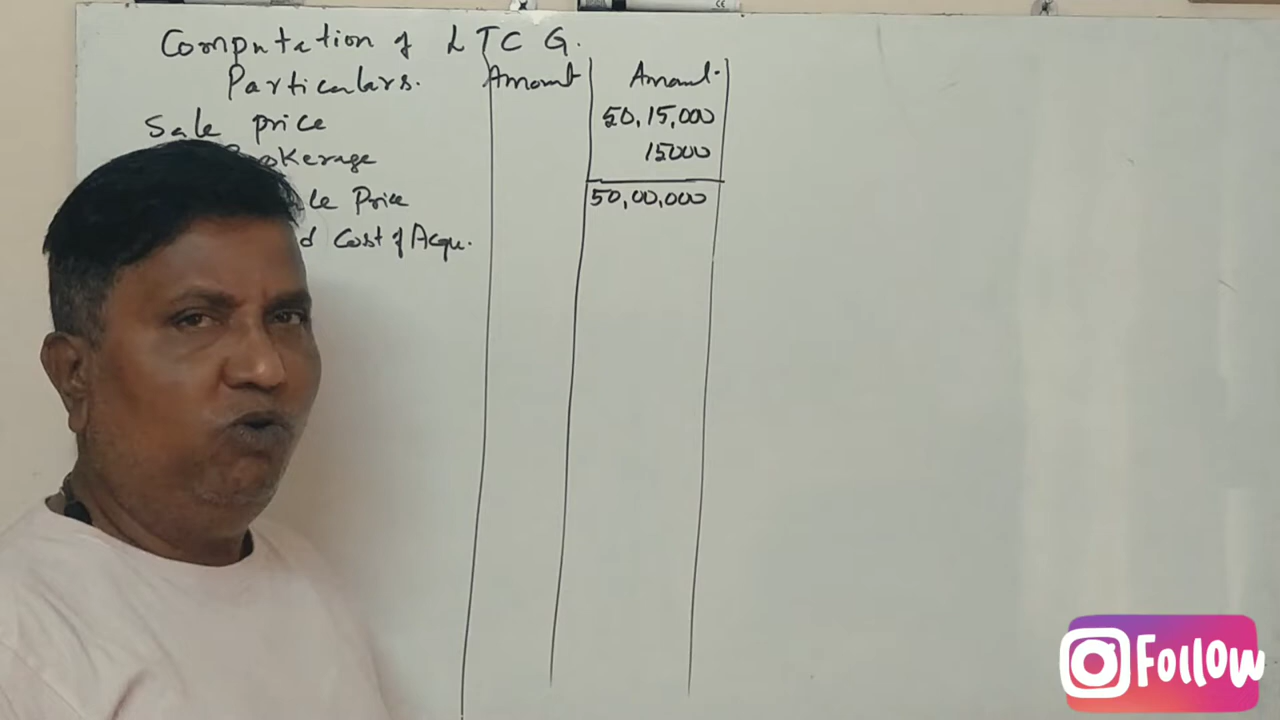 Computation of LTCG.
Particulars. Amount Amount.
Sale price 50,15,000
Brokerage 15000
Price 50,00,000
Cost of Acqu.
Follow